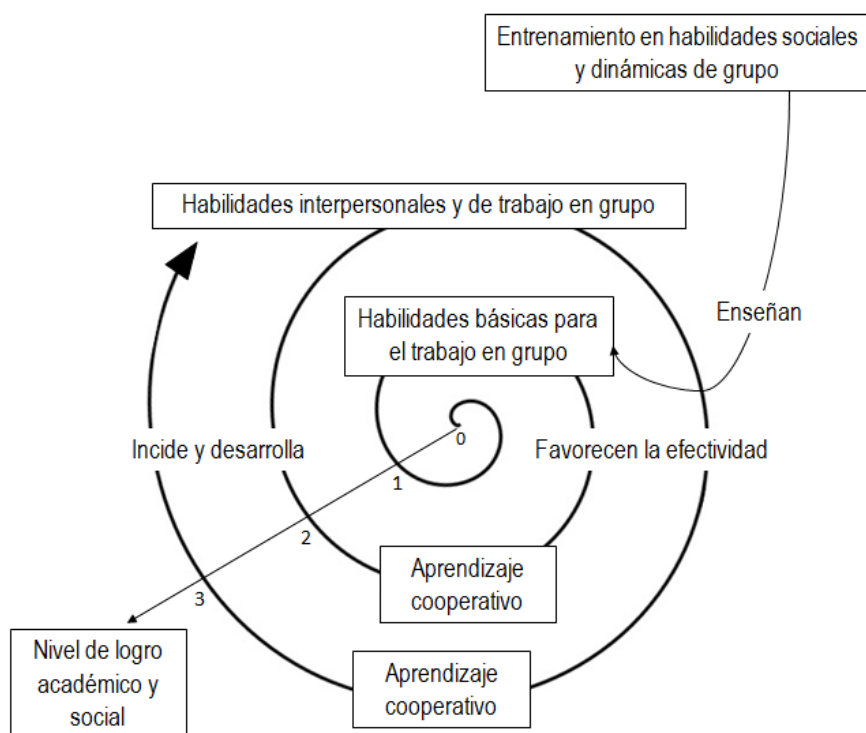 Entrenamiento en habilidades sociales
y dinámicas de grupo
Habilidades interpersonales y de trabajo en grupo
Habilidades básicas para
el trabajo en grupo
Enseñan
Incide y desarrolla
0
Favorecen la efectividad
1
2
3
Aprendizaje
cooperativo
Nivel de logro
académico y
social
Aprendizaje
cooperativo